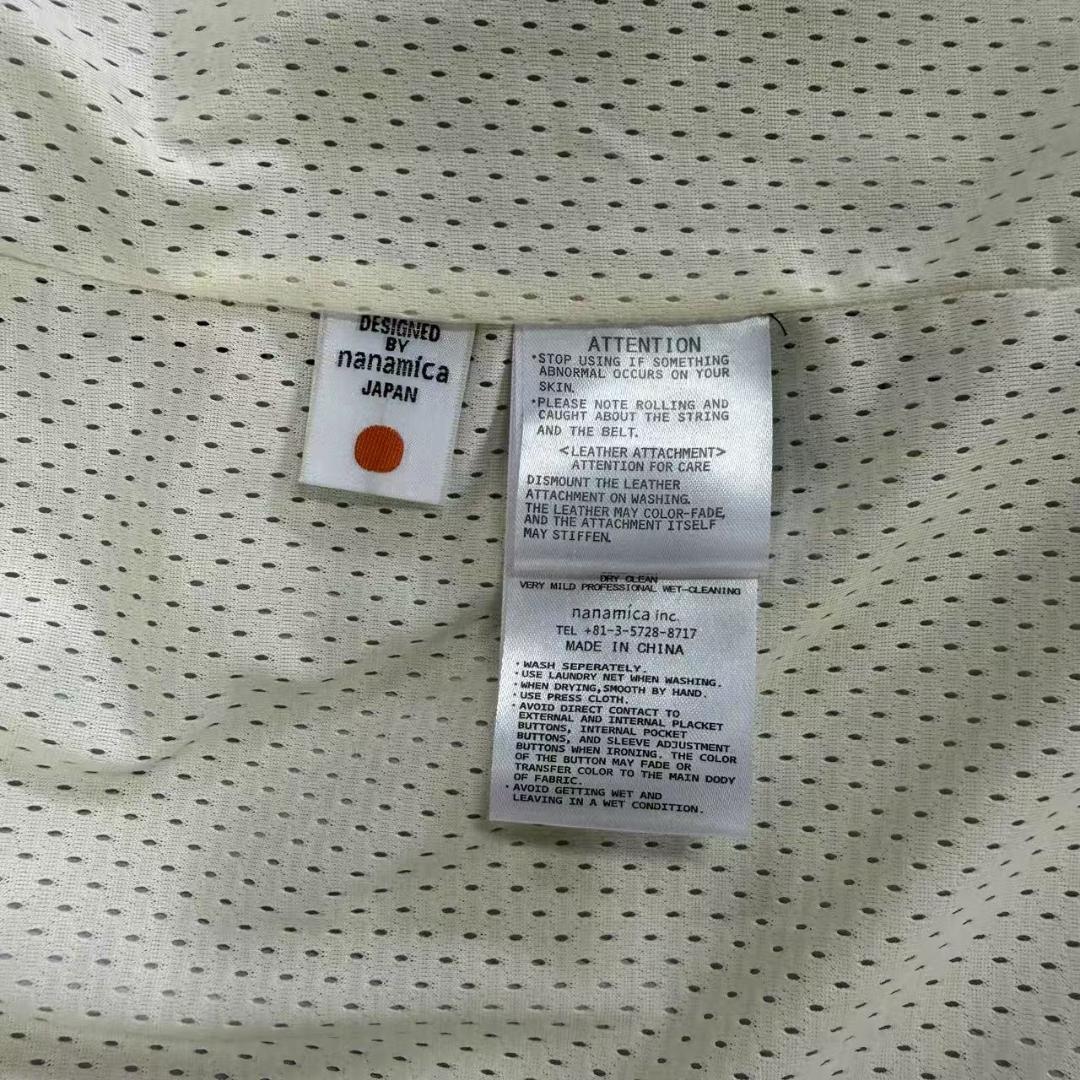 DESIGNED
BY
nanamica
JAPAN
ATTENTION
•STOP USING IF SOMETHING
ABNORMAL OCCURS ON YOUR
SKIN.
•PLEASE NOTE ROLLING AND
CAUGHT ABOUT THE STRING
AND THE BELT.
<LEATHER ATTACHMENT>
ATTENTION FOR CARE
DISMOUNT THE LEATHER
ATTACHMENT ON WASHING.
THE LEATHER MAY COLOR-FADE,
AND THE ATTACHMENT ITSELF
MAY STIFFEN.
DRY CLEAN
VERY MILD PROFESSIONAL WET-CLEANING
nanamica inc.
TEL +81-3-5728-8717
MADE IN CHINA
•WASH SEPERATELY.
•USE LAUNDRY NET WHEN WASHING.
•WHEN DRYING,SMOOTH BY HAND.
•USE PRESS CLOTH.
•AVOID DIRECT CONTACT TO
EXTERNAL AND INTERNAL PLACKET
BUTTONS, INTERNAL POCKET
BUTTONS, AND SLEEVE ADJUSTMENT
BUTTONS WHEN IRONING. THE COLOR
OF THE BUTTON MAY FADE OR
TRANSFER COLOR TO THE MAIN DODY
OF FABRIC.
•AVOID GETTING WET AND
LEAVING IN A WET CONDITION.